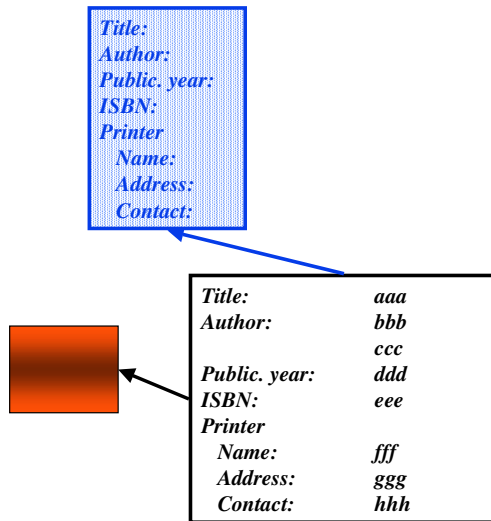 Title:
Author:
Public. year:
ISBN:
Printer
Name:
Address:
Contact:
Title: aaa
Author: bbb
ccc
Public. year: ddd
ISBN: eee
Printer
Name: fff
Address: ggg
Contact: hhh